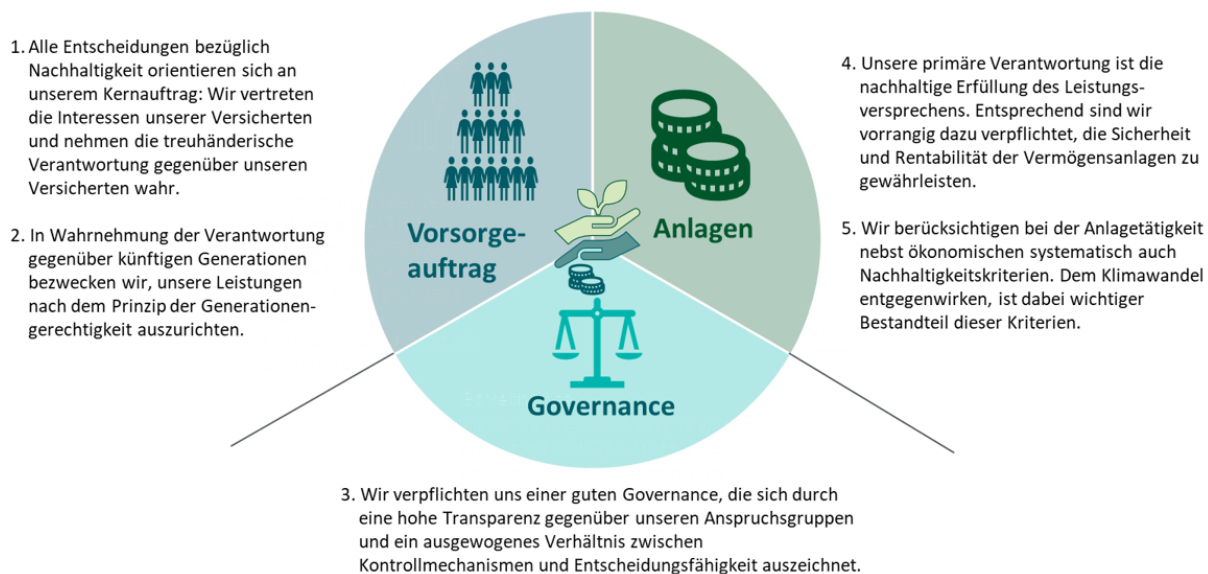 1. Alle Entscheidungen bezüglich
Nachhaltigkeit orientieren sich an
unserem Kernauftrag: Wir vertreten
die Interessen unserer Versicherten
und nehmen die treuhänderische
Verantwortung gegenüber unseren
Versicherten wahr.
2. In Wahrnehmung der Verantwortung
gegenüber künftigen Generationen
bezwecken wir, unsere Leistungen
nach dem Prinzip der Generationen-
gerechtigkeit auszurichten.
Vorsorge-
auftrag
Anlagen
Governance
3. Wir verpflichten uns einer guten Governance, die sich durch
eine hohe Transparenz gegenüber unseren Anspruchsgruppen
und ein ausgewogenes Verhältnis zwischen
Kontrollmechanismen und Entscheidungsfähigkeit auszeichnet.
4. Unsere primäre Verantwortung ist die
nachhaltige Erfüllung des Leistungs-
versprechens. Entsprechend sind wir
vorrangig dazu verpflichtet, die Sicherheit
und Rentabilität der Vermögensanlagen zu
gewährleisten.
5. Wir berücksichtigen bei der Anlagetätigkeit
nebst ökonomischen systematisch auch
Nachhaltigkeitskriterien. Dem Klimawandel
entgegenwirken, ist dabei wichtiger
Bestandteil dieser Kriterien.